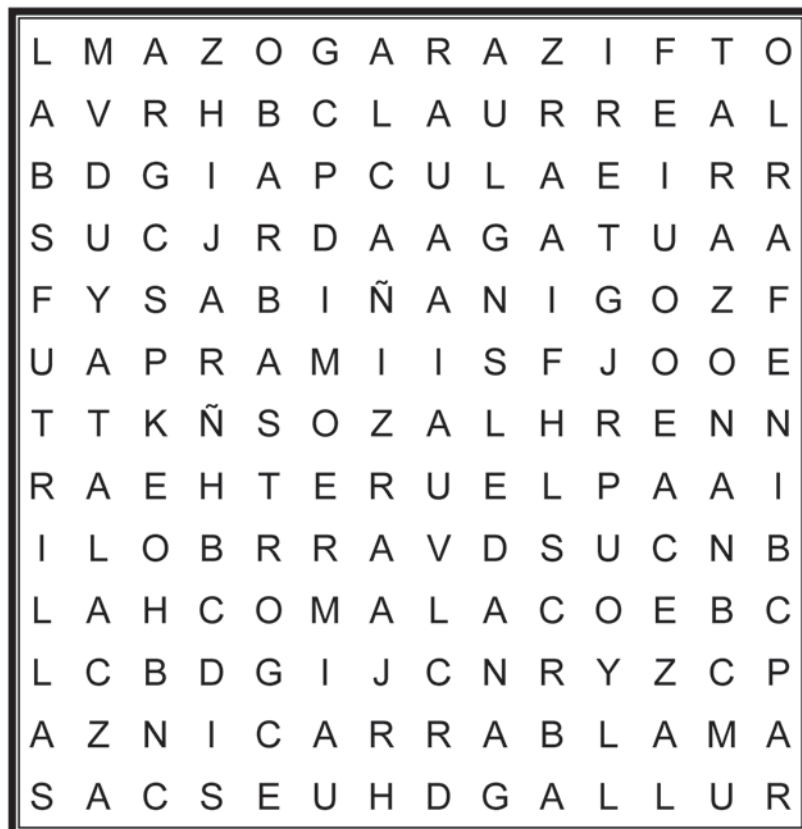 L M A Z O G A R A Z I F T O
A V R H B C L A U R R E A L
B D G I A P C U L A E I R R
S U C J R D A A G A T U A A
F Y S A B I Ñ A N I G O Z F
U A P R A M I I S F J O O E
T T K Ñ S O Z A L H R E N N
R A E H T E R U E L P A A I
I L O B R R A V D S U C N B
L A H C O M A L A C O E B C
L C B D G I J C N R Y Z C P
A Z N I C A R R A B L A M A
S A C S E U H D G A L L U R